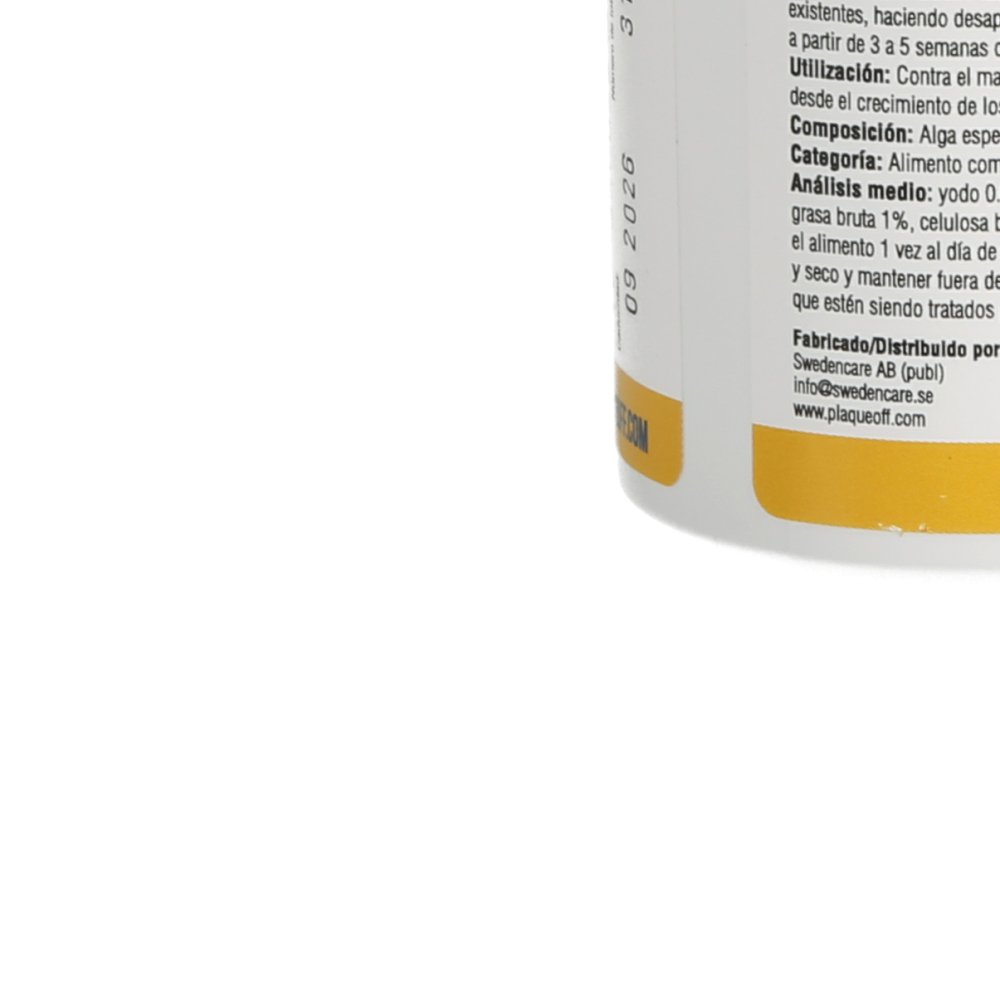 existentes, haciendo desap
a partir de 3 a 5 semanas
Utilización: Contra el ma
desde el crecimiento de los
Composición: Alga espe
Categoría: Alimento com
Análisis medio: yodo 0.
grasa bruta 1%, celulosa b
el alimento 1 vez al día de
y seco y mantener fuera de
que estén siendo tratados
Fabricado/Distribuido por
Swedencare AB (publ)
info@swedencare.se
www.plaqueoff.com
09 2026
FF.COM